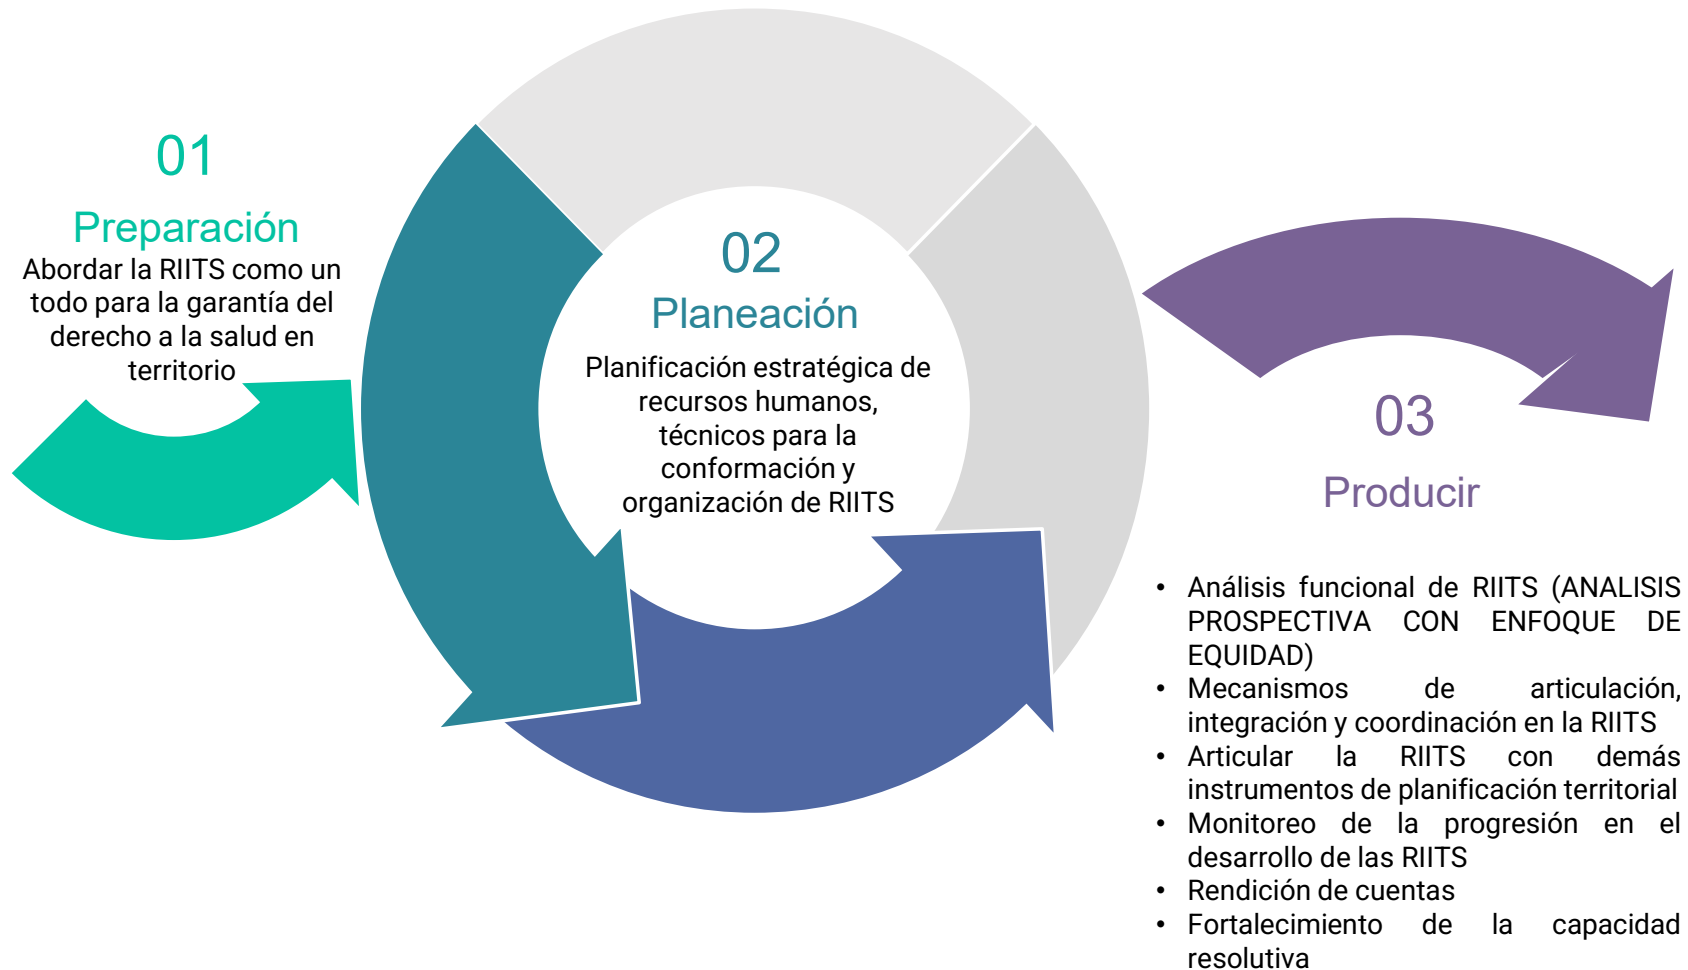 01
Preparación
Abordar la RIITS como un
todo para la garantía del
derecho a la salud en
territorio
02
Planeación
Planificación estratégica de
recursos humanos,
técnicos para la
conformación y
organización de RIITS
03
Producir
• Análisis funcional de RIITS (ANALISIS
PROSPECTIVA CON ENFOQUE DE
EQUIDAD)
• Mecanismos de articulación,
integración y coordinación en la RIITS
• Articular la RIITS con demás
instrumentos de planificación territorial
• Monitoreo de la progresión en el
desarrollo de las RIITS
• Rendición de cuentas
• Fortalecimiento de la capacidad
resolutiva